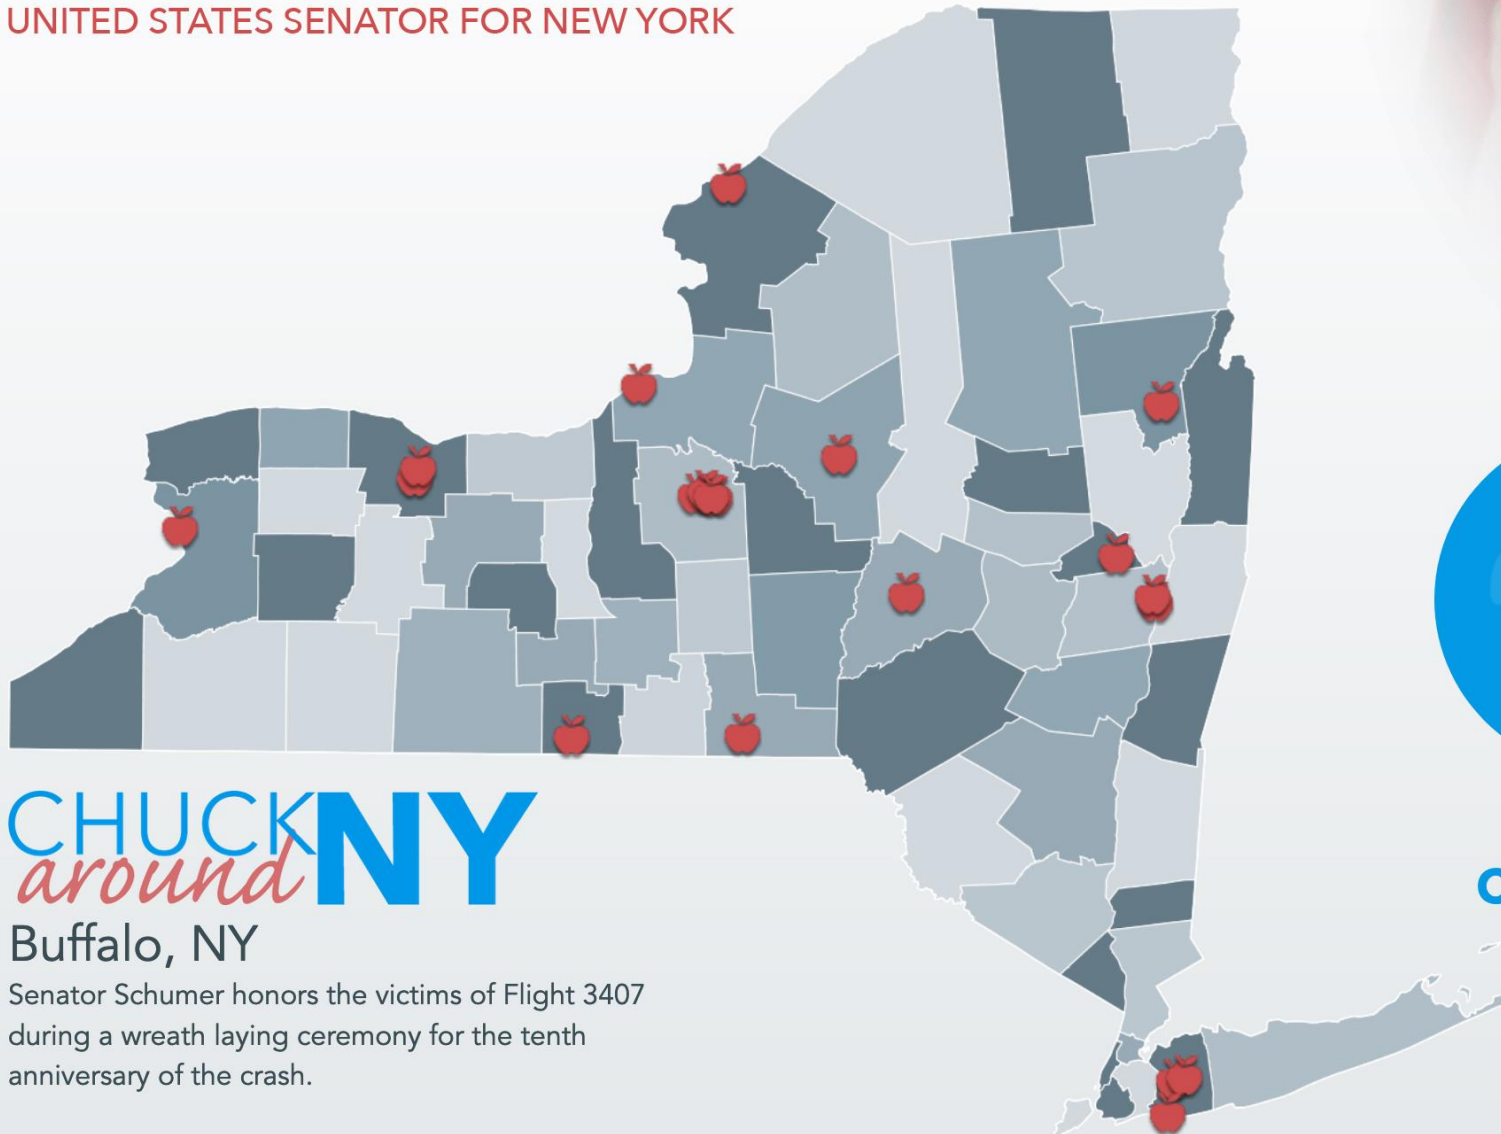 UNITED STATES SENATOR FOR NEW YORK
CHUCK
around NY
Buffalo, NY
Senator Schumer honors the victims of Flight 3407
during a wreath laying ceremony for the tenth
anniversary of the crash.